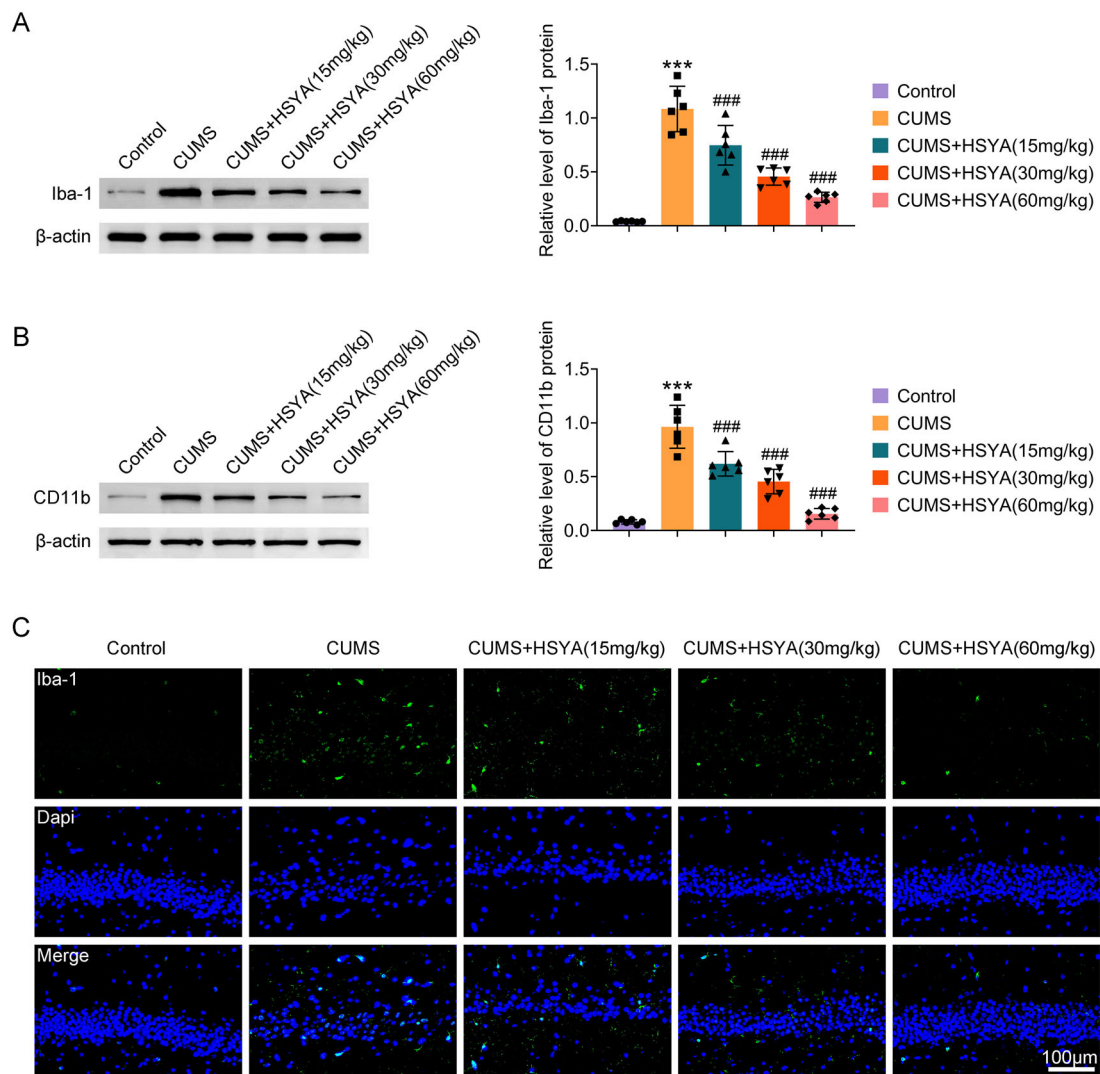 A
Control
CUMS
CUMS+HSYA(15mg/kg)
CUMS+HSYA(30mg/kg)
CUMS+HSYA(60mg/kg)
Iba-1
β-actin
Relative level of Iba-1 protein
1.5
1.0
0.5
0.0
***
###
###
###
Control
CUMS
CUMS+HSYA(15mg/kg)
CUMS+HSYA(30mg/kg)
CUMS+HSYA(60mg/kg)
B
Control
CUMS
CUMS+HSYA(15mg/kg)
CUMS+HSYA(30mg/kg)
CUMS+HSYA(60mg/kg)
CD11b
β-actin
Relative level of CD11b protein
1.5
1.0
0.5
0.0
***
###
###
###
Control
CUMS
CUMS+HSYA(15mg/kg)
CUMS+HSYA(30mg/kg)
CUMS+HSYA(60mg/kg)
C
Control CUMS CUMS+HSYA(15mg/kg) CUMS+HSYA(30mg/kg) CUMS+HSYA(60mg/kg)
Iba-1
Dapi
Merge
100μm